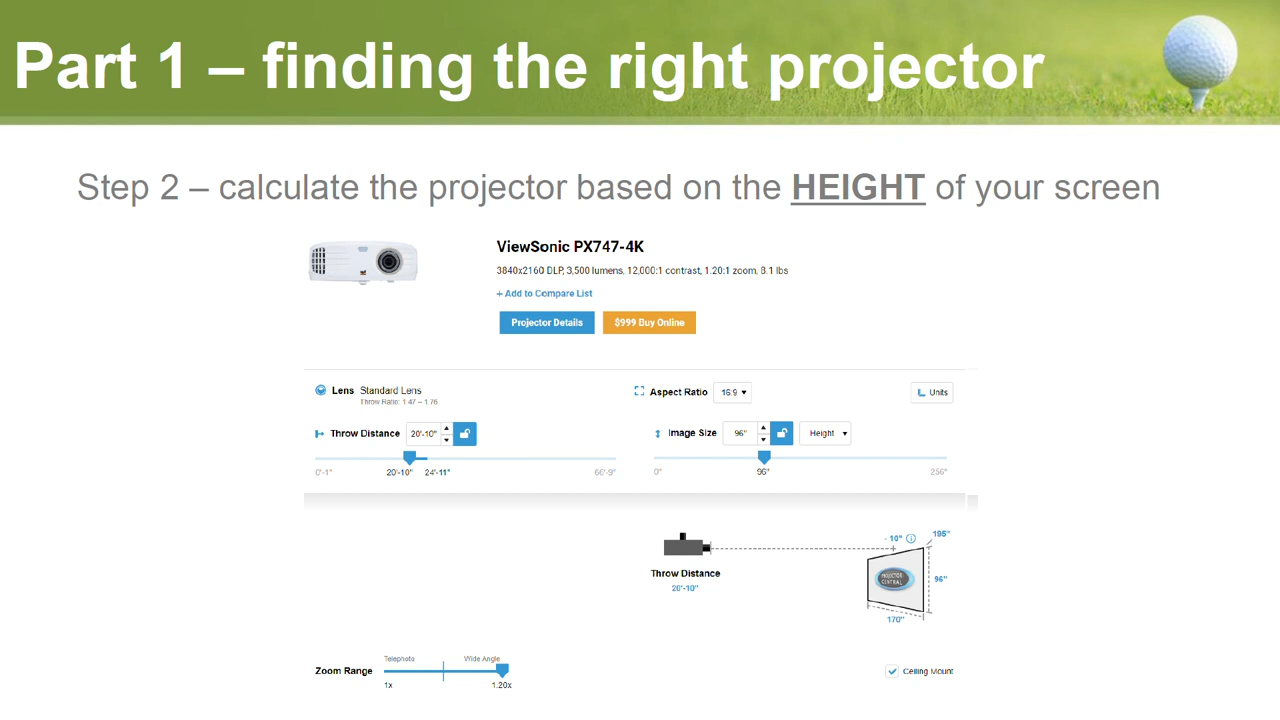 Part 1 – finding the right projector
Step 2 – calculate the projector based on the HEIGHT of your screen
ViewSonic PX747-4K
3840x2160 DLP, 3,500 lumens, 12,000:1 contrast, 1.20:1 zoom, 8.1 lbs
+ Add to Compare List
Projector Details
$999 Buy Online
Lens Standard Lens
Throw Ratio: 1.47 – 1.76
Aspect Ratio 16:9
Units
Throw Distance 20'-10"
Image Size 96" Height
0'-1" 20'-10" 24'-11" 66'-9"
0" 96" 256"
- 10" 195"
Throw Distance
20'-10"
PROJECTOR
CENTRAL
96"
170"
Telephoto Wide Angle
Zoom Range
1x 1.20x
Ceiling Mount